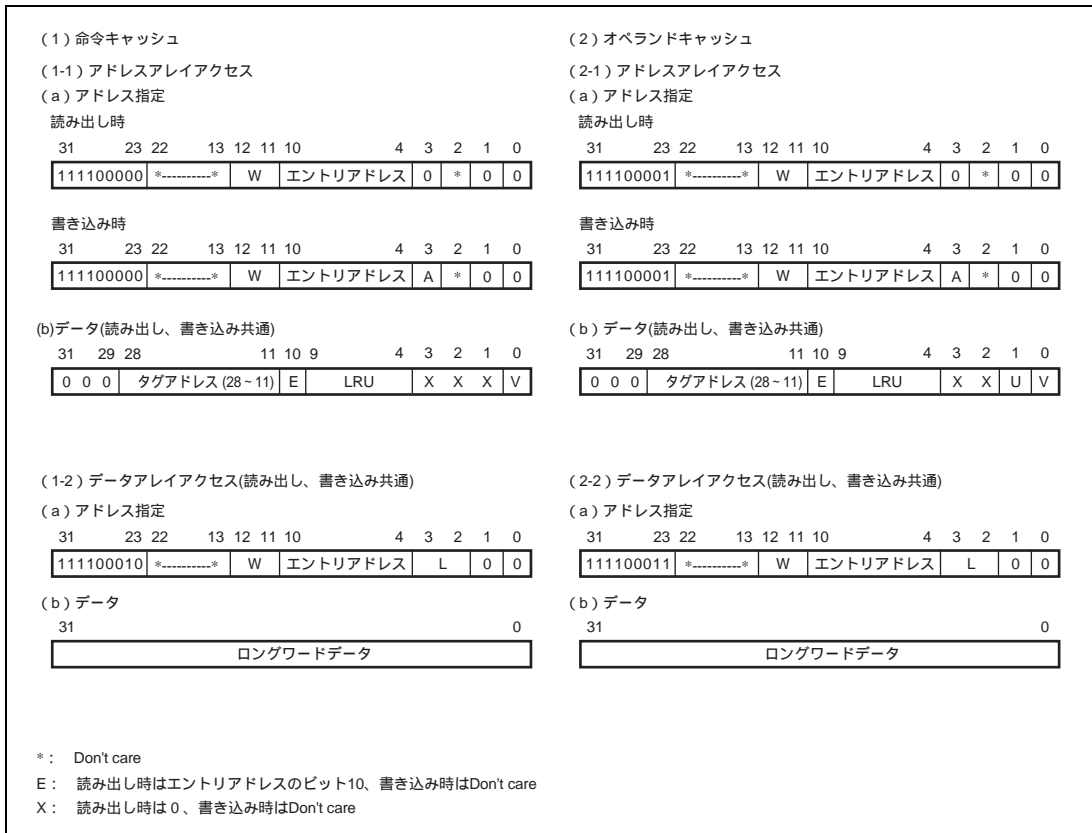 （1）命令キャッシュ
（1-1）アドレスアレイアクセス
（a）アドレス指定
読み出し時
31 23 22 13 12 11 10 4 3 2 1 0
111100000 *----------* W エントリアドレス 0 * 0 0
書き込み時
31 23 22 13 12 11 10 4 3 2 1 0
111100000 *----------* W エントリアドレス A * 0 0
(b)データ(読み出し、書き込み共通)
31 29 28 11 10 9 4 3 2 1 0
0 0 0 タグアドレス (28～11) E LRU X X X V
（1-2）データアレイアクセス(読み出し、書き込み共通)
（a）アドレス指定
31 23 22 13 12 11 10 4 3 2 1 0
111100010 *----------* W エントリアドレス L 0 0
（b）データ
31 0
ロングワードデータ
（2）オペランドキャッシュ
（2-1）アドレスアレイアクセス
（a）アドレス指定
読み出し時
31 23 22 13 12 11 10 4 3 2 1 0
111100001 *----------* W エントリアドレス 0 * 0 0
書き込み時
31 23 22 13 12 11 10 4 3 2 1 0
111100001 *----------* W エントリアドレス A * 0 0
（b）データ(読み出し、書き込み共通)
31 29 28 11 10 9 4 3 2 1 0
0 0 0 タグアドレス (28～11) E LRU X X U V
（2-2）データアレイアクセス(読み出し、書き込み共通)
（a）アドレス指定
31 23 22 13 12 11 10 4 3 2 1 0
111100011 *----------* W エントリアドレス L 0 0
（b）データ
31 0
ロングワードデータ
*： Don't care
E： 読み出し時はエントリアドレスのビット10、書き込み時はDon't care
X： 読み出し時は0、書き込み時はDon't care